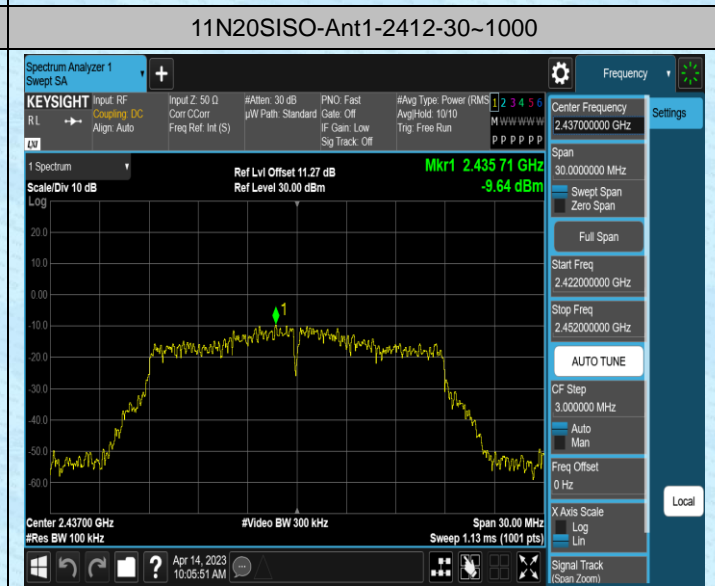 11N20SISO-Ant1-2412-30~1000
Spectrum Analyzer 1
Swept SA
+
Frequency
KEYSIGHT
RL
LXI
Input: RF
Coupling: DC
Align: Auto
Input Z: 50 Ω
Corr CCorr
Freq Ref: Int (S)
#Atten: 30 dB
µW Path: Standard
PNO: Fast
Gate: Off
IF Gain: Low
Sig Track: Off
#Avg Type: Power (RMS
Avg|Hold: 10/10
Trig: Free Run
1 2 3 4 5 6
M W W W W W
P P P P P P
1 Spectrum
Scale/Div 10 dB
Log
Ref Lvl Offset 11.27 dB
Ref Level 30.00 dBm
Mkr1 2.435 71 GHz
-9.64 dBm
20.0
10.0
0.00
-10.0
-20.0
-30.0
-40.0
-50.0
-60.0
1
Center 2.43700 GHz
#Res BW 100 kHz
#Video BW 300 kHz
Span 30.00 MHz
Sweep 1.13 ms (1001 pts)
?
Apr 14, 2023
10:05:51 AM
Center Frequency
2.437000000 GHz
Settings
Span
30.0000000 MHz
Swept Span
Zero Span
Full Span
Start Freq
2.422000000 GHz
Stop Freq
2.452000000 GHz
AUTO TUNE
CF Step
3.000000 MHz
Auto
Man
Freq Offset
0 Hz
X Axis Scale
Log
Lin
Local
Signal Track
(Span Zoom)